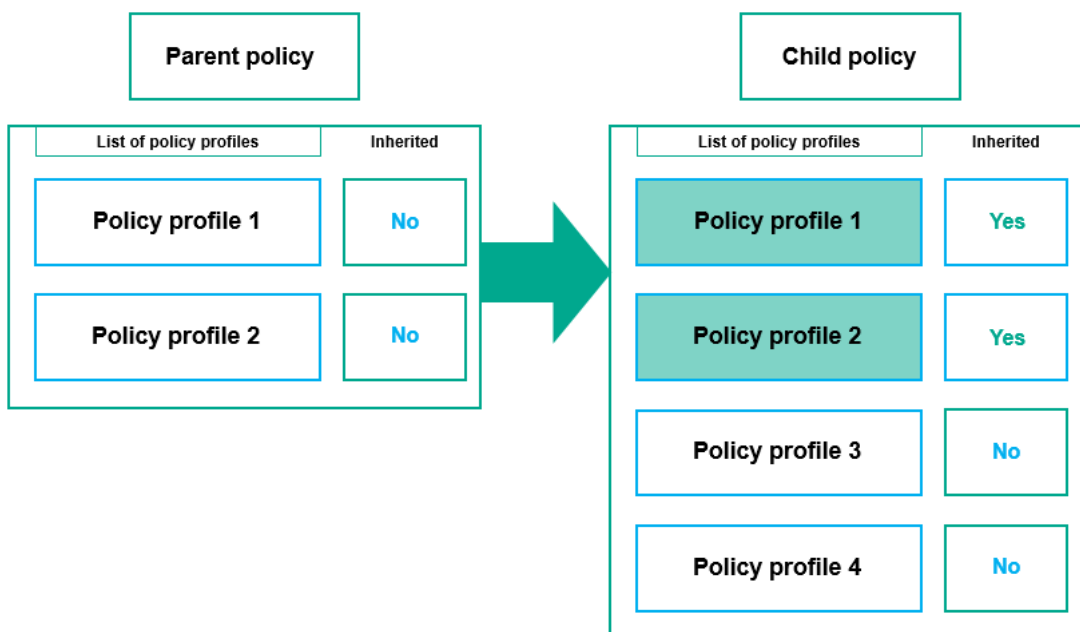 Parent policy
List of policy profiles Inherited
Policy profile 1 No
Policy profile 2 No
Child policy
List of policy profiles Inherited
Policy profile 1 Yes
Policy profile 2 Yes
Policy profile 3 No
Policy profile 4 No